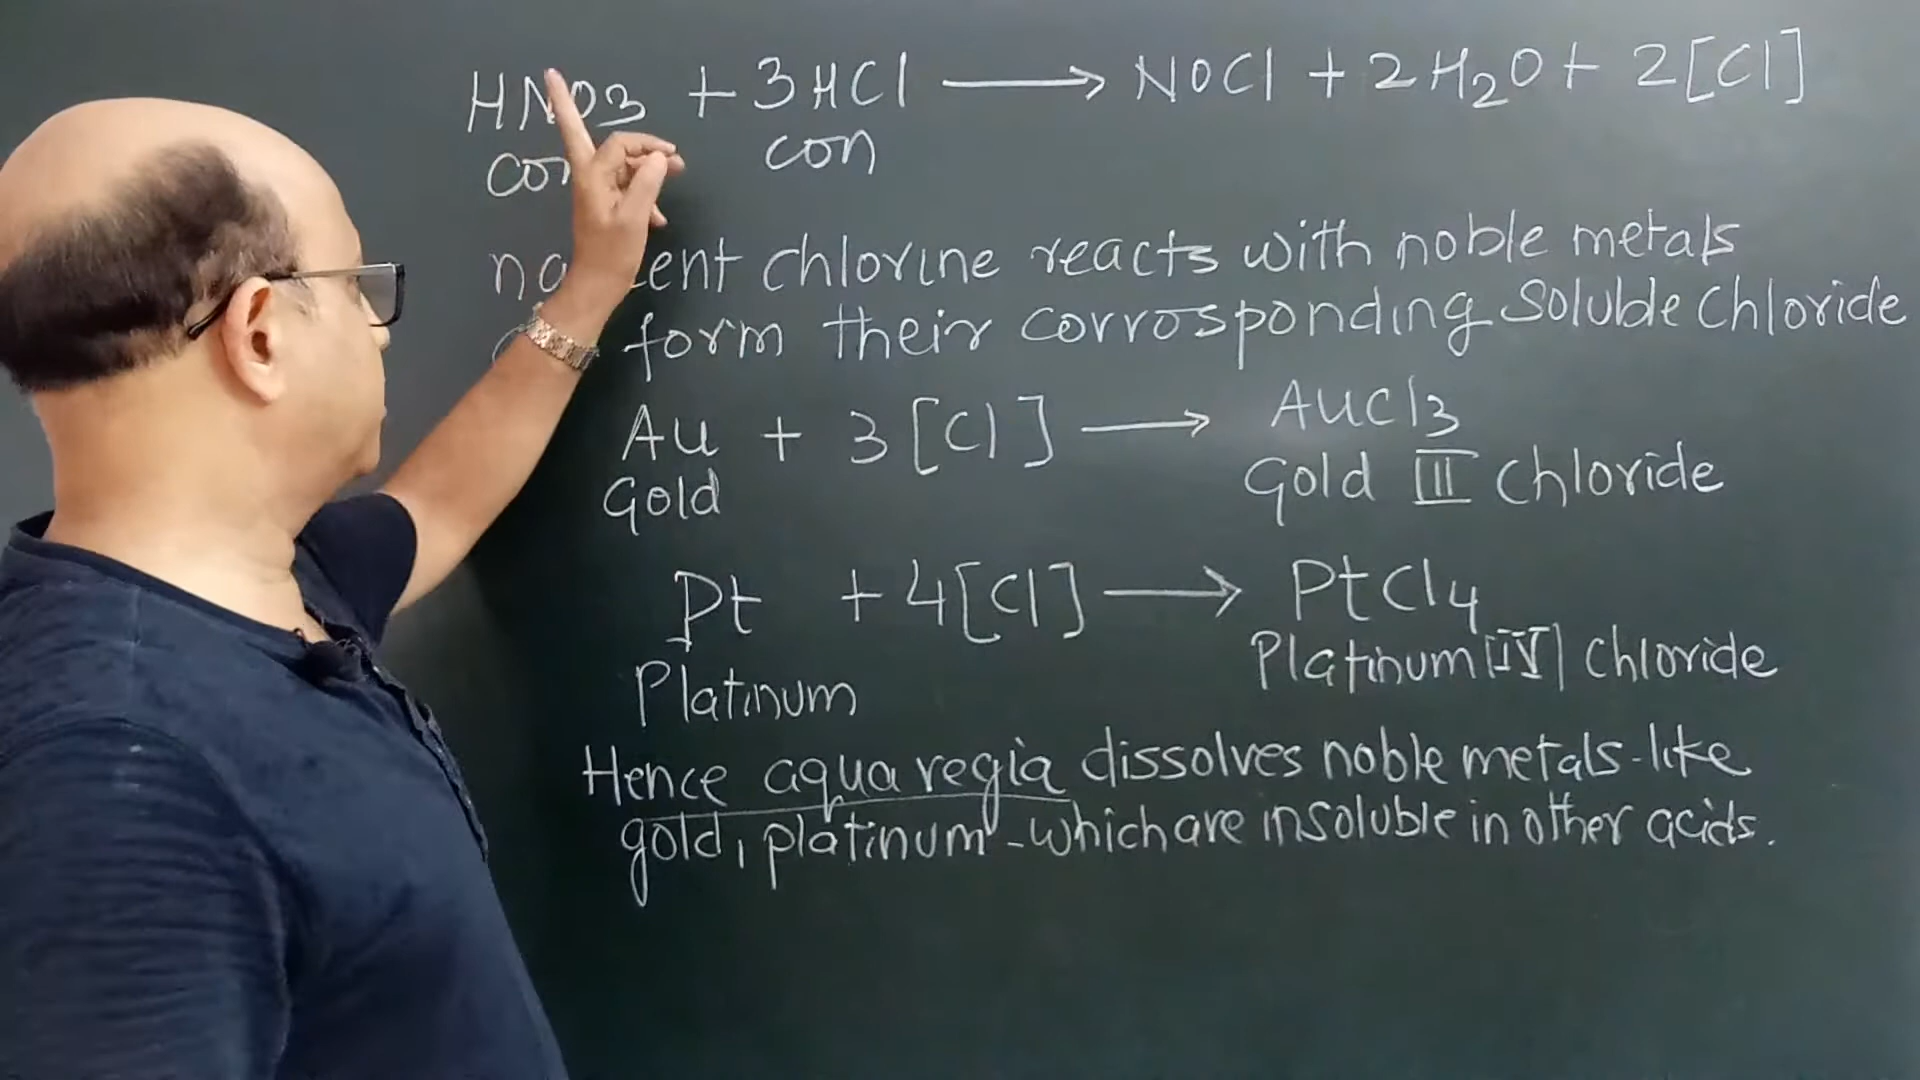 HNO3 + 3HCl → NOCl + 2H2O + 2[Cl]
con con
chlorine reacts with noble metals
form their corrosponding soluble chloride
Au + 3[Cl] → AuCl3
Gold Gold III chloride
Pt + 4[Cl] → PtCl4
Platinum Platinum[IV] chloride
Hence aqua regia dissolves noble metals-like
gold, platinum-which are insoluble in other acids.